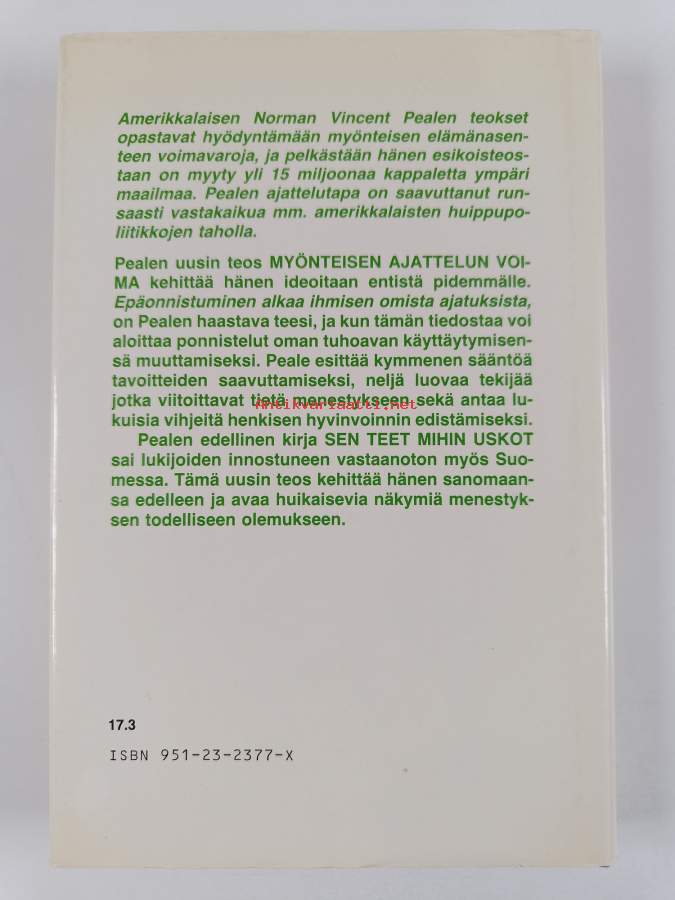 Amerikkalaisen Norman Vincent Pealen teokset
opastavat hyödyntämään myönteisen elämänasen-
teen voimavaroja, ja pelkästään hänen esikoisteos-
taan on myyty yli 15 miljoonaa kappaletta ympäri
maailmaa. Pealen ajattelutapa on saavuttanut run-
saasti vastakaikua mm. amerikkalaisten huippupo-
liitikkojen taholla.
Pealen uusin teos MYÖNTEISEN AJATTELUN VOI-
MA kehittää hänen ideoitaan entistä pidemmälle.
Epäonnistuminen alkaa ihmisen omista ajatuksista,
on Pealen haastava teesi, ja kun tämän tiedostaa voi
aloittaa ponnistelut oman tuhoavan käyttäytymisen-
sä muuttamiseksi. Peale esittää kymmenen sääntöä
tavoitteiden saavuttamiseksi, neljä luovaa tekijää
jotka viitoittavat tietä menestykseen sekä antaa lu-
Antikvariaatti.net
kuisia vihjeitä henkisen hyvinvoinnin edistämiseksi.
Pealen edellinen kirja SEN TEET MIHIN USKOT
sai lukijoiden innostuneen vastaanoton myös Suo-
messa. Tämä uusin teos kehittää hänen sanomaan-
sa edelleen ja avaa huikaisevia näkymiä menestyk-
sen todelliseen olemukseen.
17.3
ISBN 951-23-2377-X